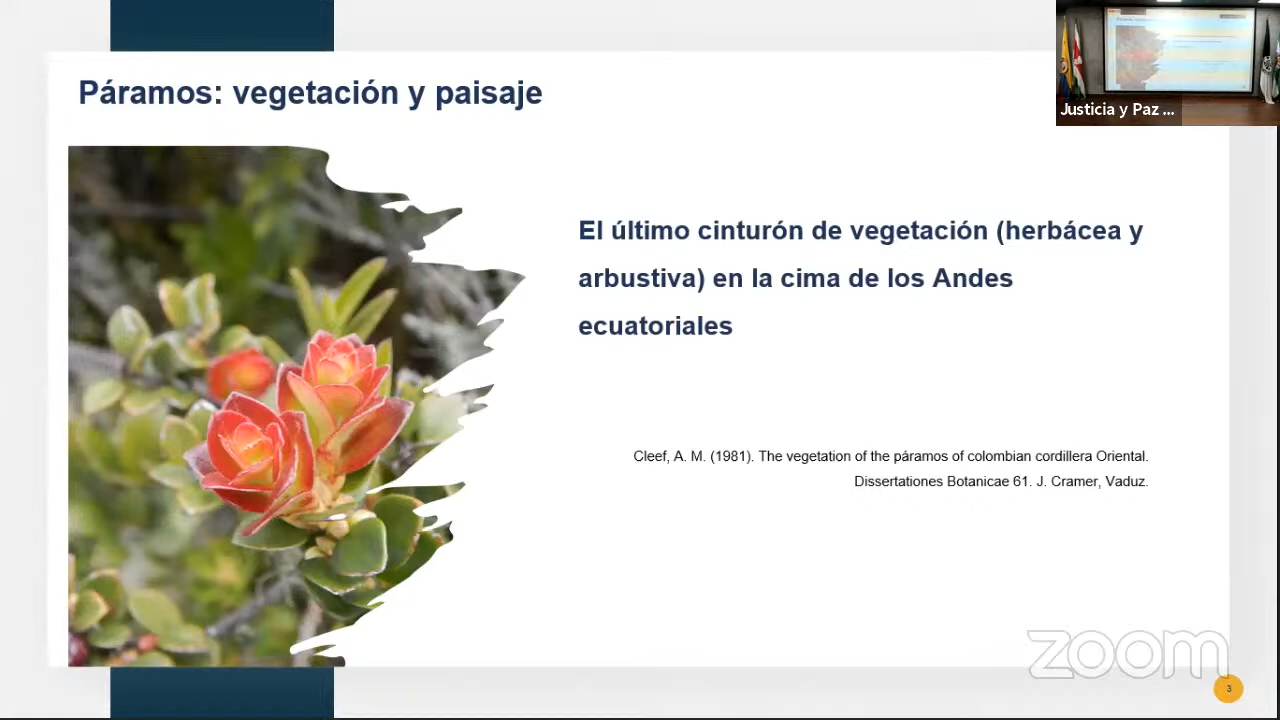 Páramos: vegetación y paisaje
Justicia y Paz ...
El último cinturón de vegetación (herbácea y
arbustiva) en la cima de los Andes
ecuatoriales
Cleef, A. M. (1981). The vegetation of the páramos of colombian cordillera Oriental.
Dissertationes Botanicae 61. J. Cramer, Vaduz.
zoom
3